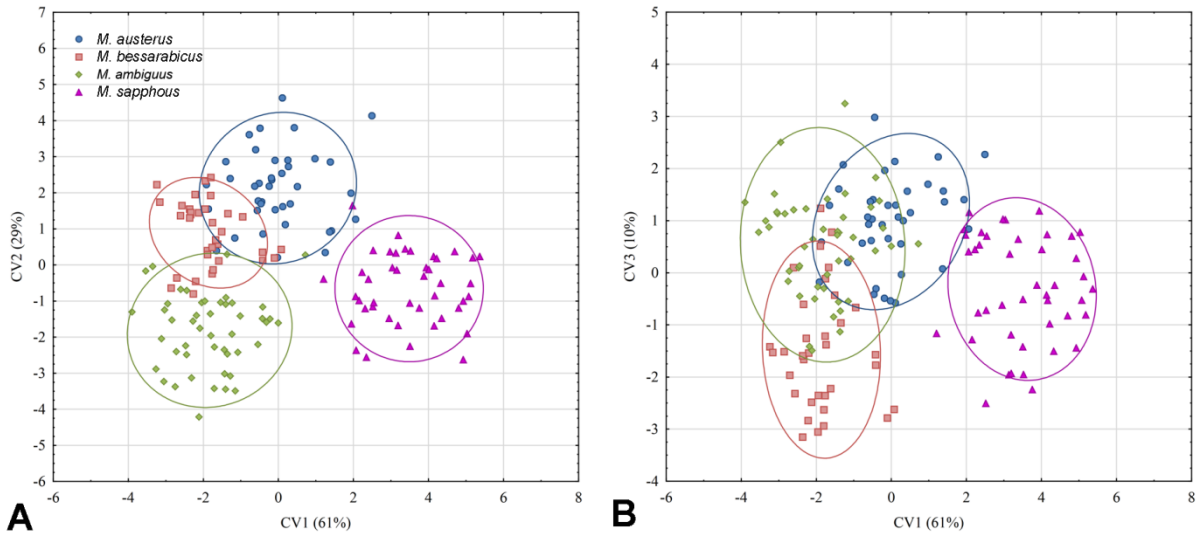 7
6
5
4
3
2
1
0
-1
-2
-3
-4
-5
-6
CV2 (29%)
M. austerus
M. bessarabicus
M. ambiguus
M. sapphous
-6 -4 -2 0 2 4 6 8
CV1 (61%)
A
5
4
3
2
1
0
-1
-2
-3
-4
CV3 (10%)
-6 -4 -2 0 2 4 6 8
CV1 (61%)
B